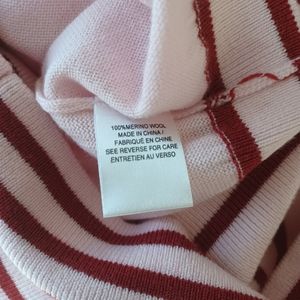 100%MERINO WOOL
MADE IN CHINA /
FABRIQUÉ EN CHINE
SEE REVERSE FOR CARE
ENTRETIEN AU VERSO